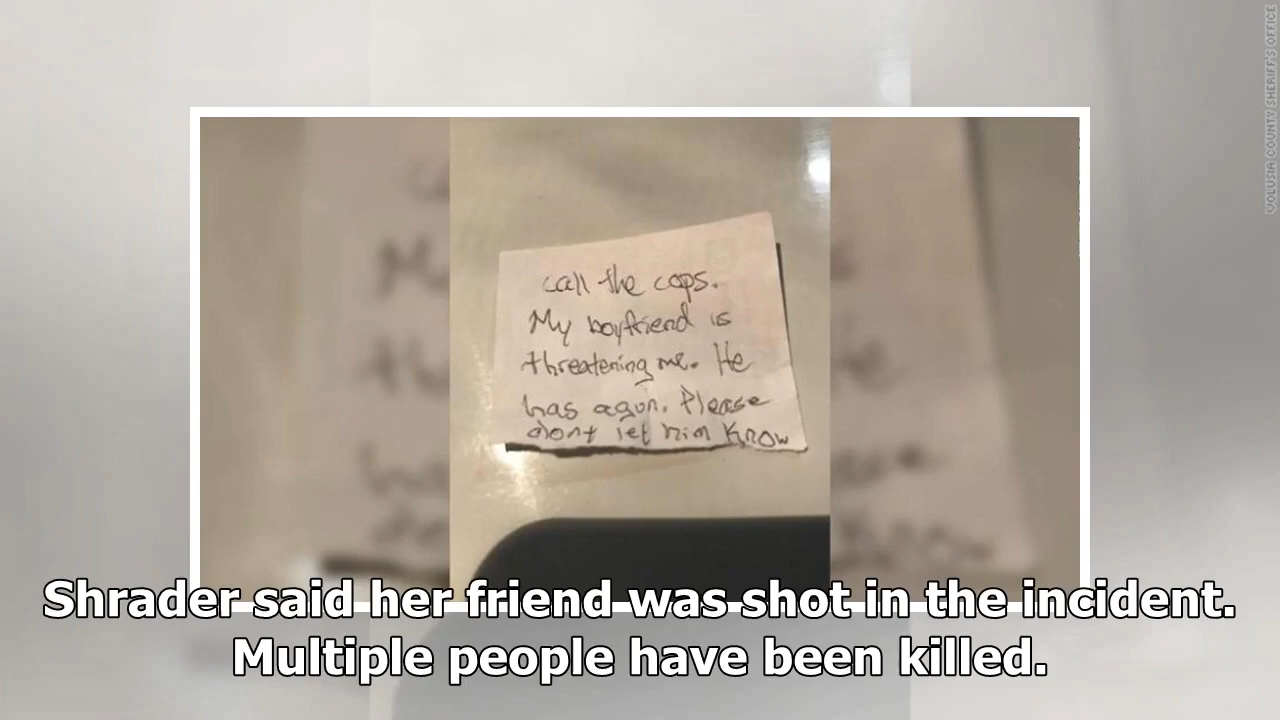 VOLUSIA COUNTY SHERIFF'S OFFICE
call the cops.
My boyfriend is
threatening me. He
has a gun. Please
dont let him know
Shrader said her friend was shot in the incident.
Multiple people have been killed.